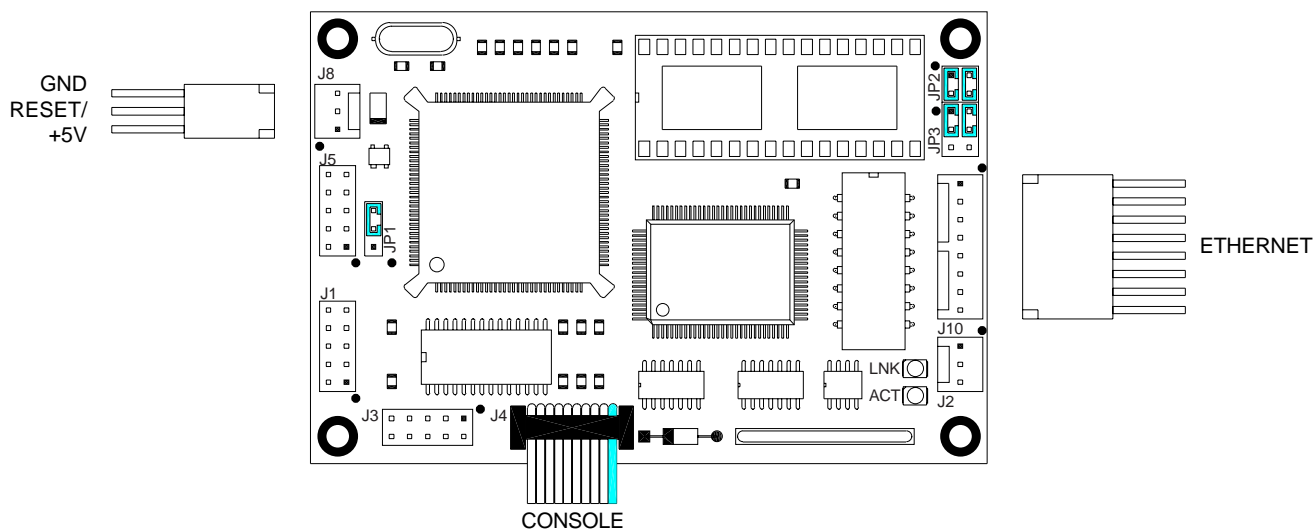 GND
RESET/
+5V
J8
J5
JP1
J1
J3
J4
CONSOLE
JP2
JP3
ETHERNET
J10
LNK
ACT
J2